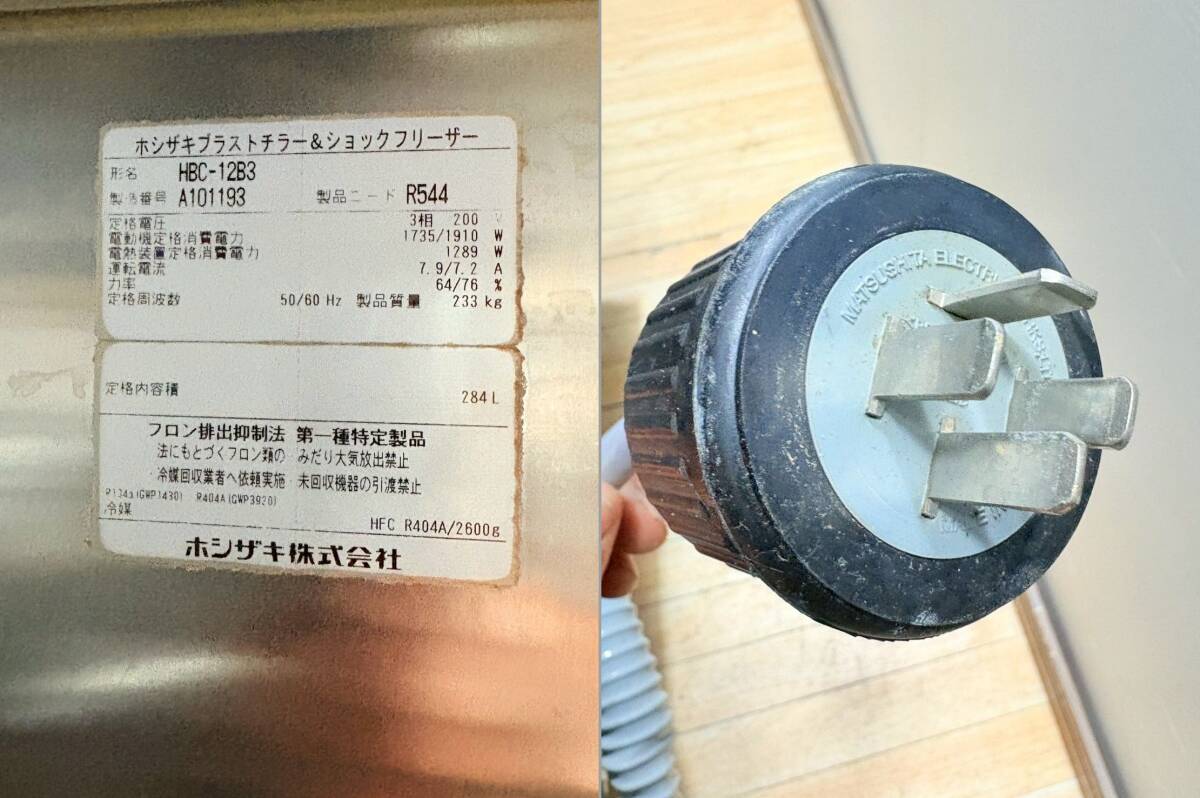 ホシザキブラストチラー&ショックフリーザー
形名 HBC-12B3
製造番号 A101193 製品コード R544
定格電圧 3相 200 V
電動機定格消費電力 1735/1910 W
電熱装置定格消費電力 1289 W
運転電流 7.9/7.2 A
力率 64/76 %
定格周波数 50/60 Hz 製品質量 233 kg
定格内容積 284 L
フロン排出抑制法 第一種特定製品
法にもとづくフロン類の みだり大気放出禁止
・冷媒回収業者へ依頼実施 ・未回収機器の引渡禁止
R134a(GWP1430) R404A(GWP3920)
冷媒 HFC R404A/2600g
ホシザキ株式会社
MATSUSHITA ELECTRIC